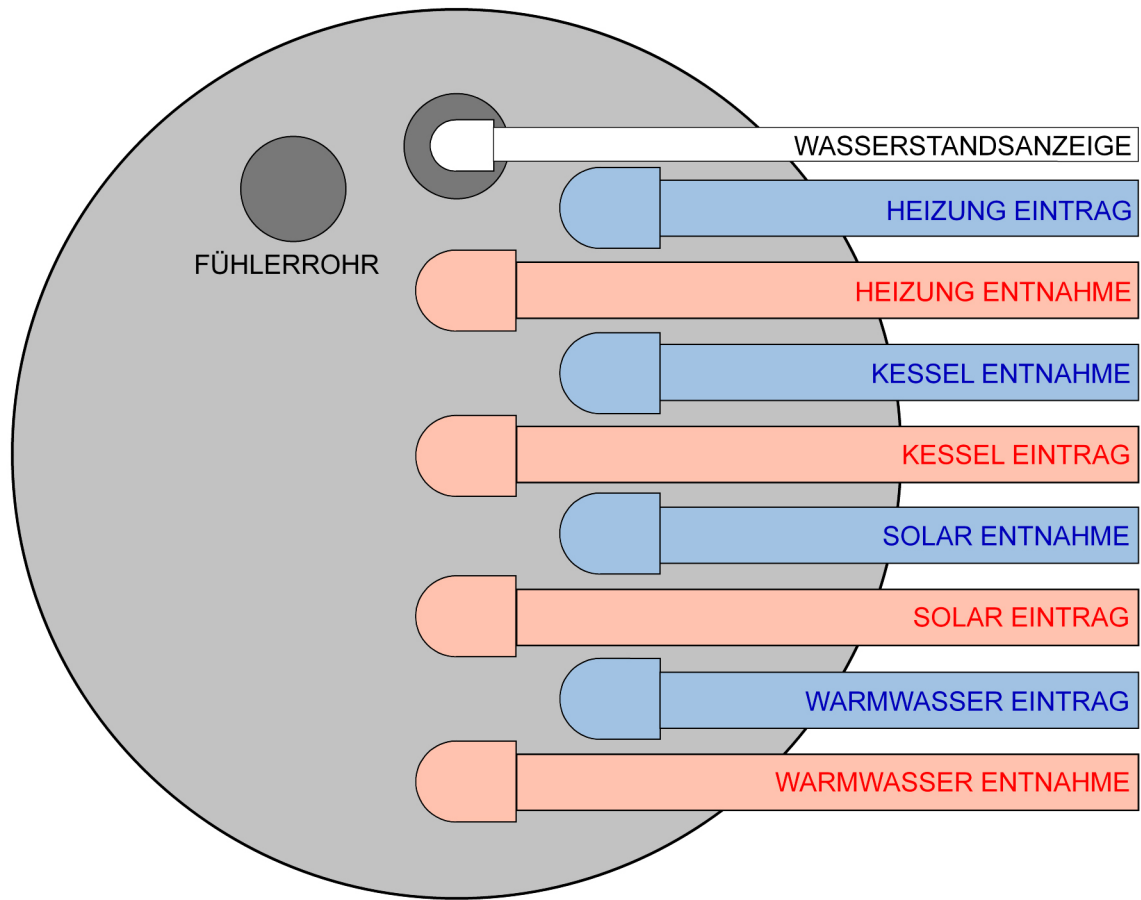 WASSERSTANDSANZEIGE
HEIZUNG EINTRAG
FÜHLERROHR
HEIZUNG ENTNAHME
KESSEL ENTNAHME
KESSEL EINTRAG
SOLAR ENTNAHME
SOLAR EINTRAG
WARMWASSER EINTRAG
WARMWASSER ENTNAHME